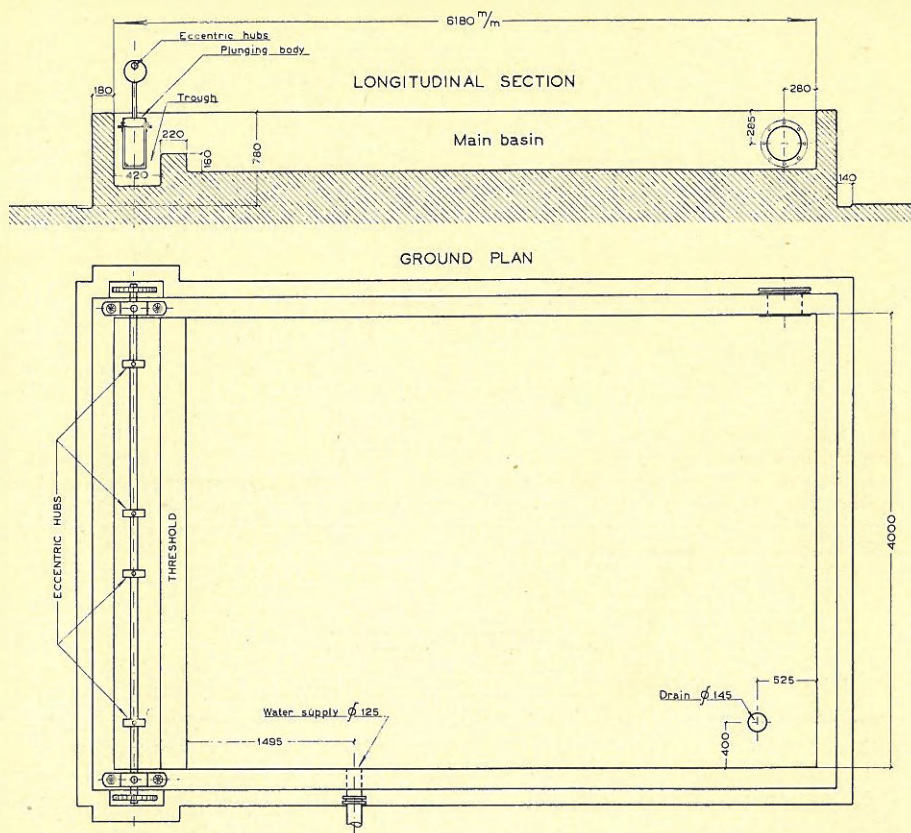 6180 m/m
Eccentric hubs
Plunging body
LONGITUDINAL SECTION
Trough
180
280
220
780
285
Main basin
160
420
140
GROUND PLAN
ECCENTRIC HUBS
THRESHOLD
4000
525
Drain ϕ 145
Water supply ϕ 125
1495
400